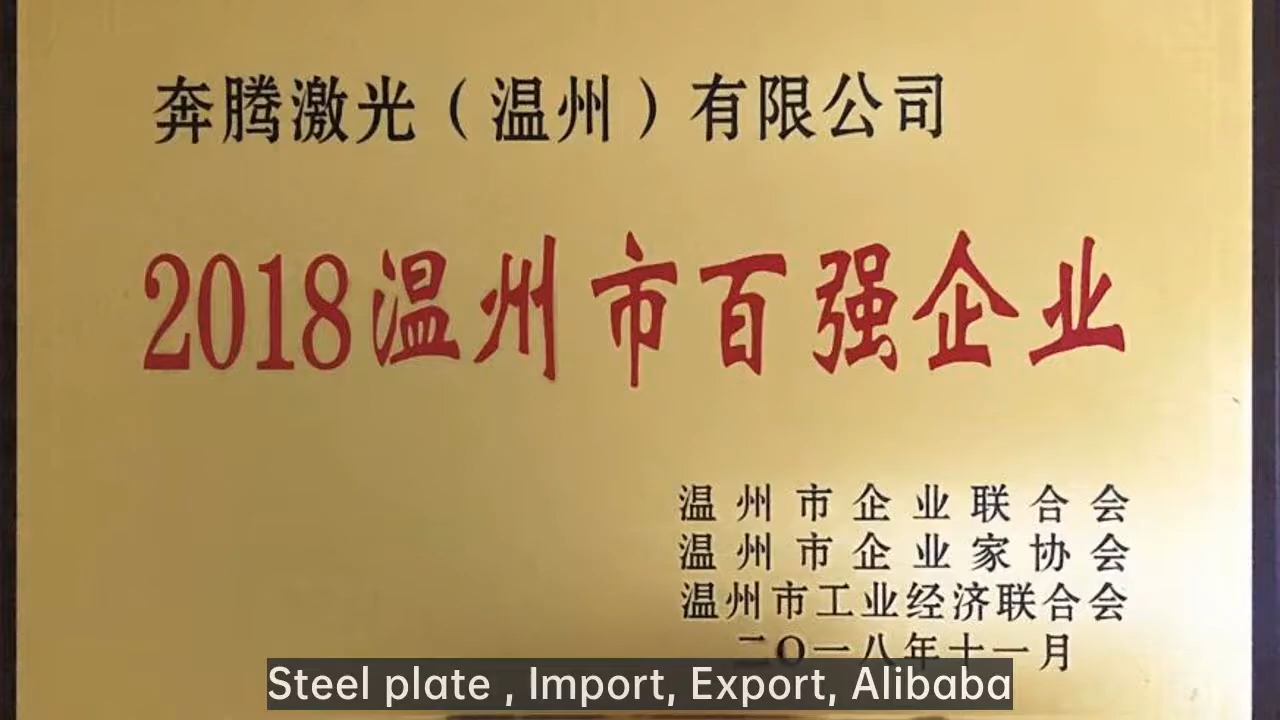 奔腾激光（温州）有限公司
2018温州市百强企业
温州市企业联合会
温州市企业家协会
温州市工业经济联合会
二〇一八年十一月
Steel plate , Import, Export, Alibaba